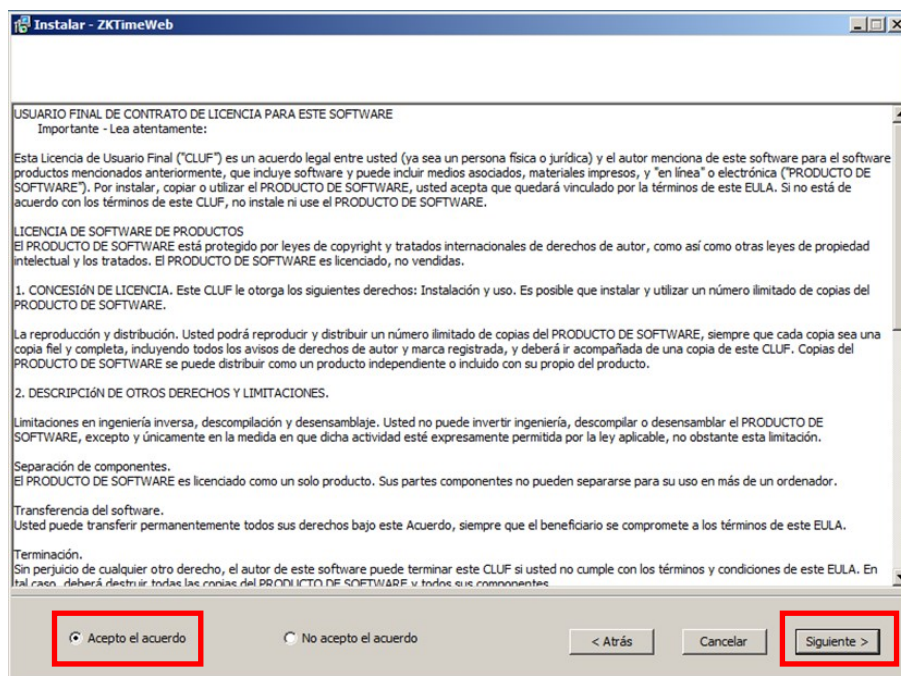 Instalar - ZKTimeWeb
USUARIO FINAL DE CONTRATO DE LICENCIA PARA ESTE SOFTWARE
Importante - Lea atentamente:
Esta Licencia de Usuario Final ("CLUF") es un acuerdo legal entre usted (ya sea un persona física o jurídica) y el autor menciona de este software para el software
productos mencionados anteriormente, que incluye software y puede incluir medios asociados, materiales impresos, y "en línea" o electrónica ("PRODUCTO DE
SOFTWARE"). Por instalar, copiar o utilizar el PRODUCTO DE SOFTWARE, usted acepta que quedará vinculado por la términos de este EULA. Si no está de
acuerdo con los términos de este CLUF, no instale ni use el PRODUCTO DE SOFTWARE.
LICENCIA DE SOFTWARE DE PRODUCTOS
El PRODUCTO DE SOFTWARE está protegido por leyes de copyright y tratados internacionales de derechos de autor, como así como otras leyes de propiedad
intelectual y los tratados. El PRODUCTO DE SOFTWARE es licenciado, no vendidas.
1. CONCESIóN DE LICENCIA. Este CLUF le otorga los siguientes derechos: Instalación y uso. Es posible que instalar y utilizar un número ilimitado de copias del
PRODUCTO DE SOFTWARE.
La reproducción y distribución. Usted podrá reproducir y distribuir un número ilimitado de copias del PRODUCTO DE SOFTWARE, siempre que cada copia sea una
copia fiel y completa, incluyendo todos los avisos de derechos de autor y marca registrada, y deberá ir acompañada de una copia de este CLUF. Copias del
PRODUCTO DE SOFTWARE se puede distribuir como un producto independiente o incluido con su propio del producto.
2. DESCRIPCIóN DE OTROS DERECHOS Y LIMITACIONES.
Limitaciones en ingeniería inversa, descompilación y desensamblaje. Usted no puede invertir ingeniería, descompilar o desensamblar el PRODUCTO DE
SOFTWARE, excepto y únicamente en la medida en que dicha actividad esté expresamente permitida por la ley aplicable, no obstante esta limitación.
Separación de componentes.
El PRODUCTO DE SOFTWARE es licenciado como un solo producto. Sus partes componentes no pueden separarse para su uso en más de un ordenador.
Transferencia del software.
Usted puede transferir permanentemente todos sus derechos bajo este Acuerdo, siempre que el beneficiario se compromete a los términos de este EULA.
Terminación.
Sin perjuicio de cualquier otro derecho, el autor de este software puede terminar este CLUF si usted no cumple con los términos y condiciones de este EULA. En
tal caso, deberá destruir todas las copias del PRODUCTO DE SOFTWARE y todos sus componentes.
Acepto el acuerdo No acepto el acuerdo < Atrás Cancelar Siguiente >